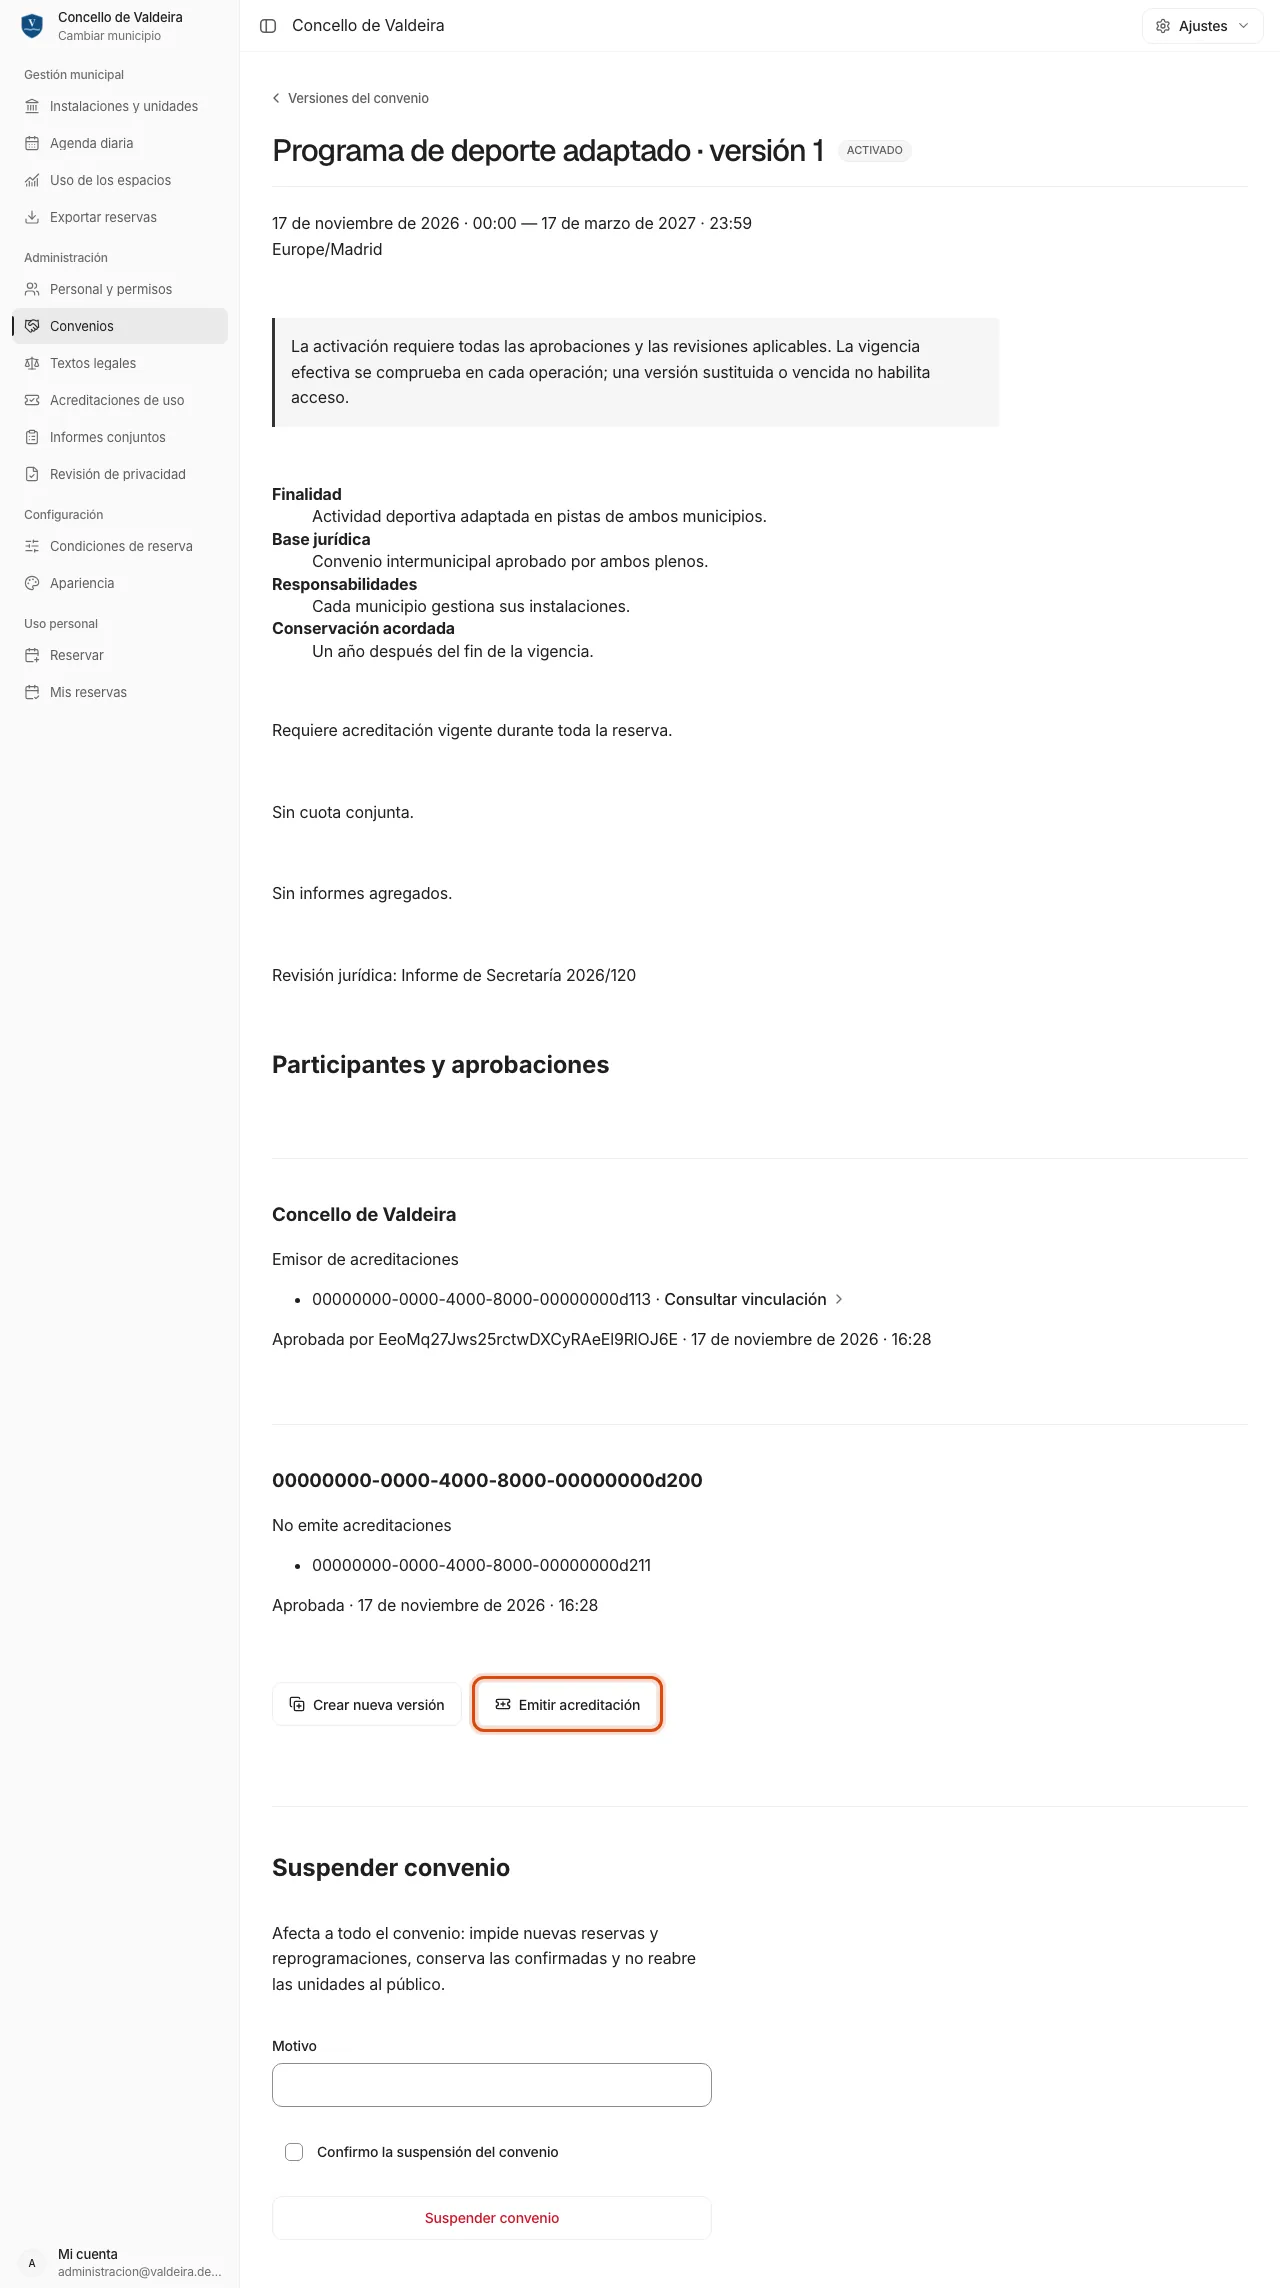 Concello de Valdeira
Cambiar municipio
Gestión municipal
Instalaciones y unidades
Agenda diaria
Uso de los espacios
Exportar reservas
Administración
Personal y permisos
Convenios
Textos legales
Acreditaciones de uso
Informes conjuntos
Revisión de privacidad
Configuración
Condiciones de reserva
Apariencia
Uso personal
Reservar
Mis reservas
A
Mi cuenta
administracion@valdeira.de...
Concello de Valdeira
Ajustes
Versiones del convenio
Programa de deporte adaptado · versión 1 ACTIVADO
17 de noviembre de 2026 · 00:00 — 17 de marzo de 2027 · 23:59
Europe/Madrid
La activación requiere todas las aprobaciones y las revisiones aplicables. La vigencia
efectiva se comprueba en cada operación; una versión sustituida o vencida no habilita
acceso.
Finalidad
Actividad deportiva adaptada en pistas de ambos municipios.
Base jurídica
Convenio intermunicipal aprobado por ambos plenos.
Responsabilidades
Cada municipio gestiona sus instalaciones.
Conservación acordada
Un año después del fin de la vigencia.
Requiere acreditación vigente durante toda la reserva.
Sin cuota conjunta.
Sin informes agregados.
Revisión jurídica: Informe de Secretaría 2026/120
Participantes y aprobaciones
Concello de Valdeira
Emisor de acreditaciones
• 00000000-0000-4000-8000-00000000d113 · Consultar vinculación
Aprobada por EeoMq27Jws25rctwDXCyRAeEl9RlOJ6E · 17 de noviembre de 2026 · 16:28
00000000-0000-4000-8000-00000000d200
No emite acreditaciones
• 00000000-0000-4000-8000-00000000d211
Aprobada · 17 de noviembre de 2026 · 16:28
Crear nueva versión
Emitir acreditación
Suspender convenio
Afecta a todo el convenio: impide nuevas reservas y
reprogramaciones, conserva las confirmadas y no reabre
las unidades al público.
Motivo
Confirmo la suspensión del convenio
Suspender convenio